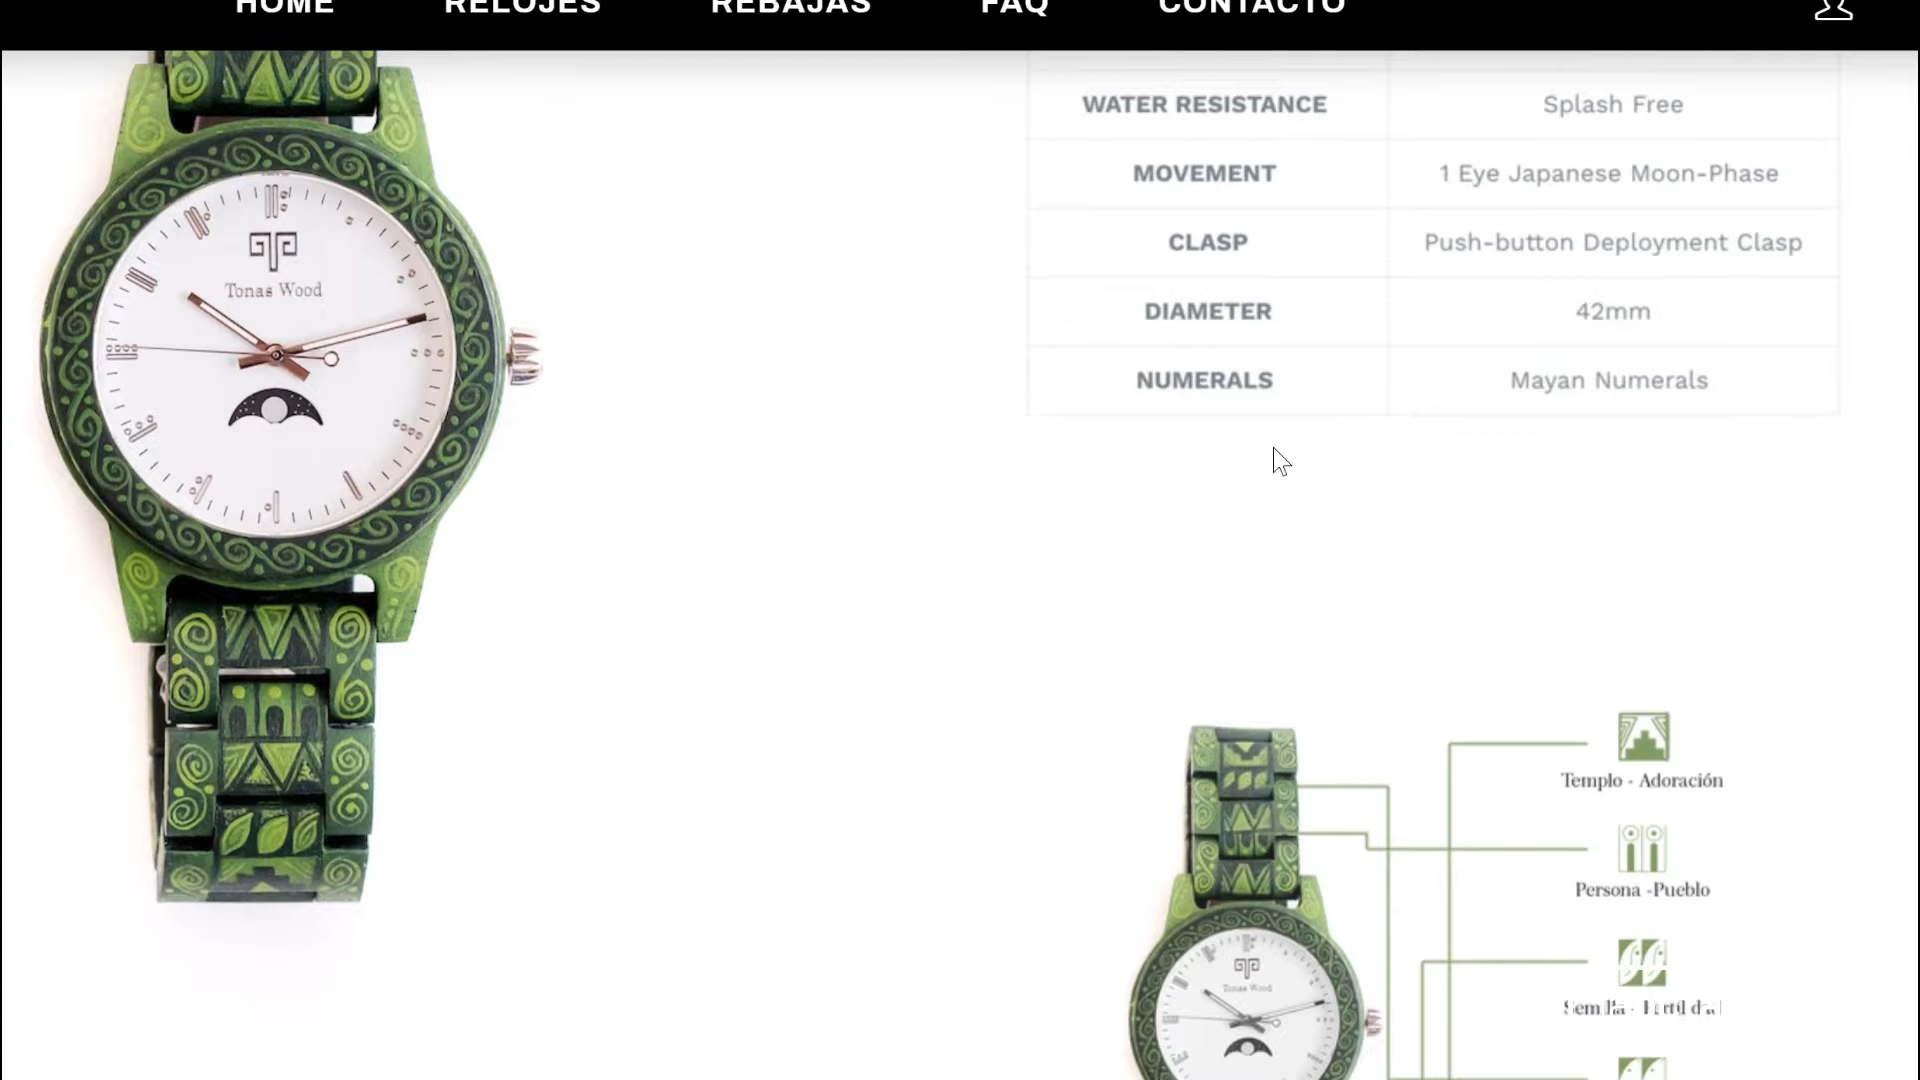 HOME RELOJES REBAJAS FAQ CONTACTO
Tonas Wood
WATER RESISTANCE Splash Free
MOVEMENT 1 Eye Japanese Moon-Phase
CLASP Push-button Deployment Clasp
DIAMETER 42mm
NUMERALS Mayan Numerals
Templo - Adoración
Persona -Pueblo
Tonas Wood
Semilla -